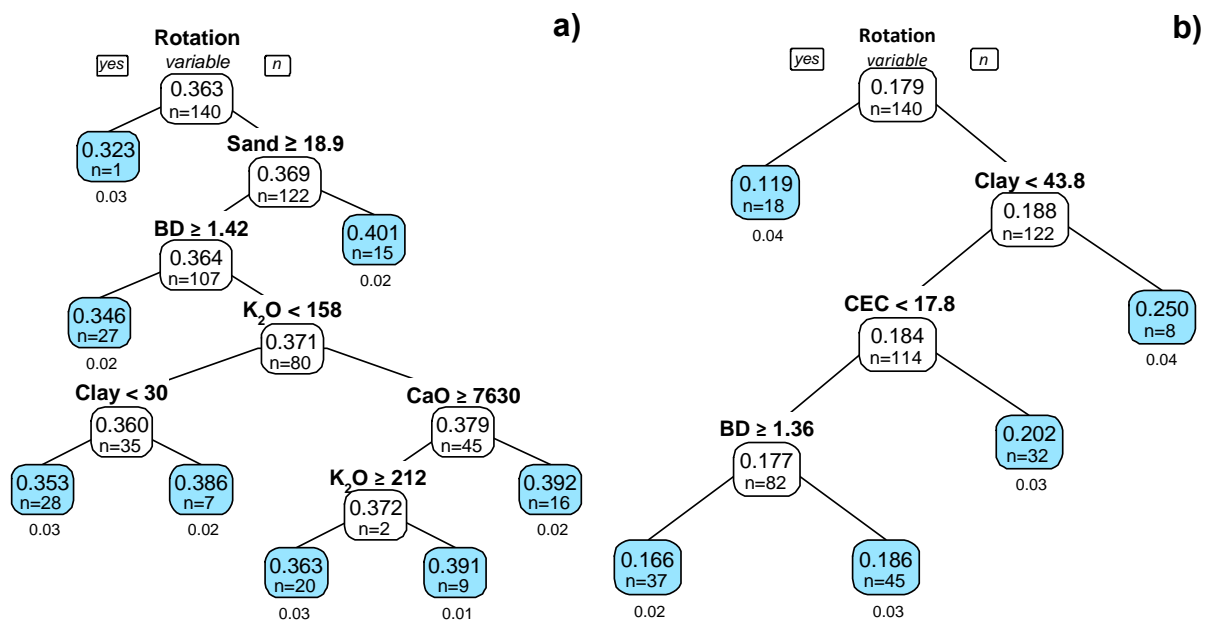 a)
Rotation
yes
variable
n
0.363
n=140
0.323
n=1
0.03
Sand ≥ 18.9
0.369
n=122
BD ≥ 1.42
0.364
n=107
0.401
n=15
0.02
0.346
n=27
0.02
K₂O < 158
0.371
n=80
Clay < 30
0.360
n=35
CaO ≥ 7630
0.379
n=45
0.353
n=28
0.03
0.386
n=7
0.02
K₂O ≥ 212
0.372
n=2
0.392
n=16
0.02
0.363
n=20
0.03
0.391
n=9
0.01
b)
Rotation
yes
variable
n
0.179
n=140
0.119
n=18
0.04
Clay < 43.8
0.188
n=122
CEC < 17.8
0.184
n=114
0.250
n=8
0.04
BD ≥ 1.36
0.177
n=82
0.202
n=32
0.03
0.166
n=37
0.02
0.186
n=45
0.03